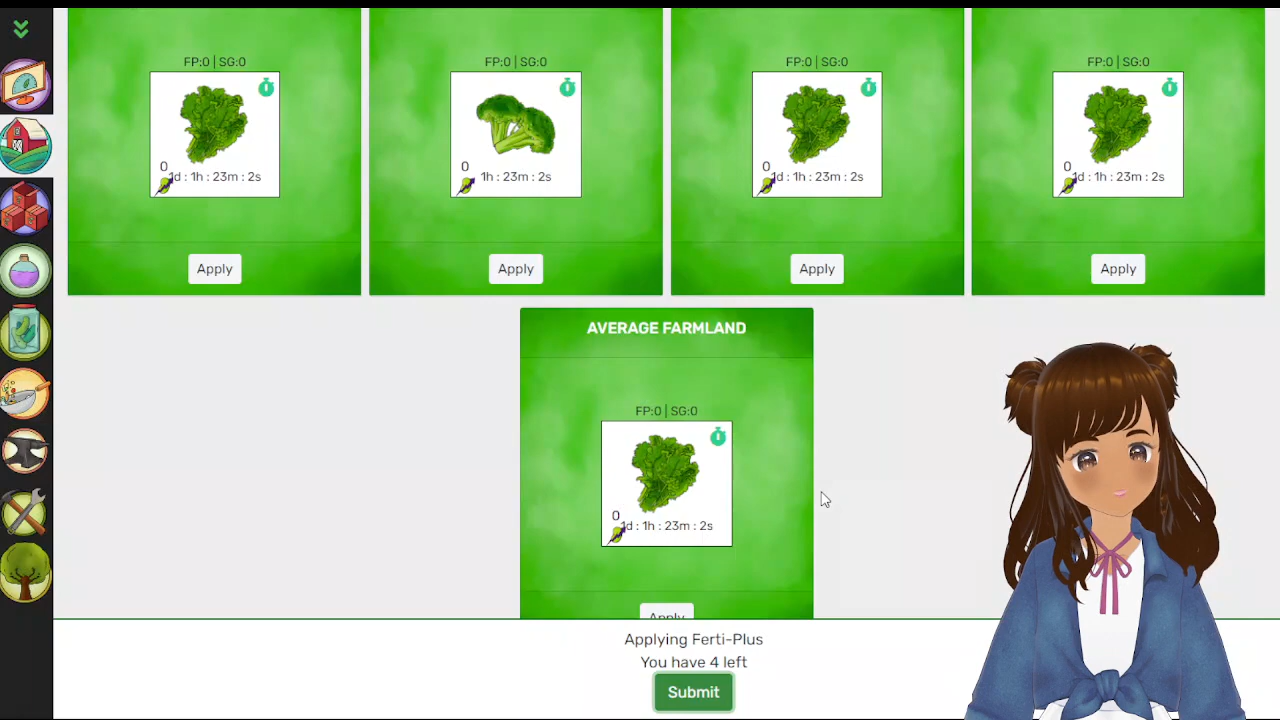 FP:0 | SG:0
FP:0 | SG:0
FP:0 | SG:0
FP:0 | SG:0
0
1d : 1h : 23m : 2s
0
1h : 23m : 2s
0
1d : 1h : 23m : 2s
0
1d : 1h : 23m : 2s
Apply
Apply
Apply
Apply
AVERAGE FARMLAND
FP:0 | SG:0
0
1d : 1h : 23m : 2s
Apply
Applying Ferti-Plus
You have 4 left
Submit